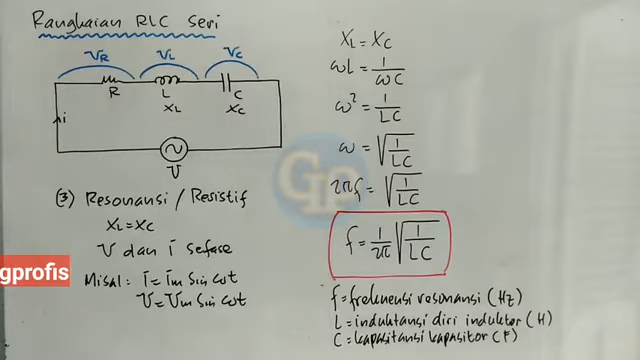 Rangkaian RLC Seri
VR VL VC
R L C
XL XC
i
V
(3) Resonansi / Resistif
XL = XC
V dan i sefase
Misal : i = im sin ωt
V = Vm sin ωt
XL = XC
ωL = 1/ωC
ω² = 1/LC
ω = √1/LC
2πf = √1/LC
f = 1/2π √1/LC
f = frekuensi resonansi (Hz)
L = induktansi diri induktor (H)
C = kapasitansi kapasitor (F)
GP
gprofis